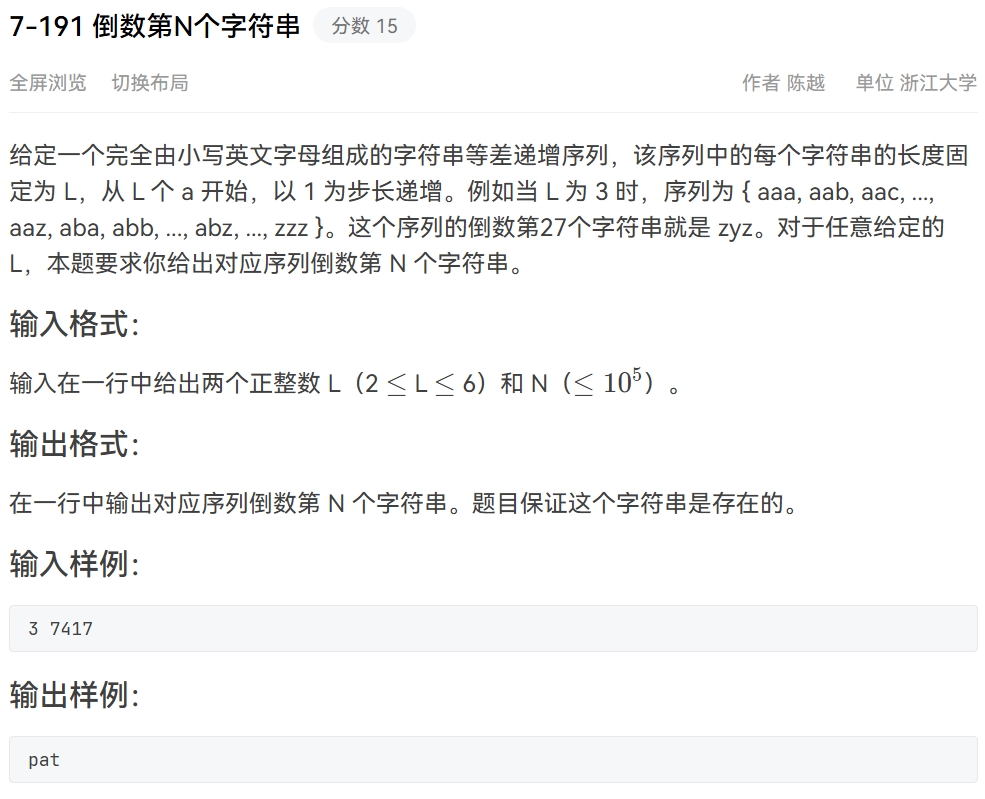 7-191 倒数第N个字符串 分数 15
全屏浏览 切换布局 作者 陈越 单位 浙江大学
给定一个完全由小写英文字母组成的字符串等差递增序列，该序列中的每个字符串的长度固
定为 L，从 L 个 a 开始，以 1 为步长递增。例如当 L 为 3 时，序列为 { aaa, aab, aac, ...,
aaz, aba, abb, ..., abz, ..., zzz }。这个序列的倒数第27个字符串就是 zyz。对于任意给定的
L，本题要求你给出对应序列倒数第 N 个字符串。
输入格式：
输入在一行中给出两个正整数 L（2 ≤ L ≤ 6）和 N（≤ 10⁵）。
输出格式：
在一行中输出对应序列倒数第 N 个字符串。题目保证这个字符串是存在的。
输入样例：
3 7417
输出样例：
pat